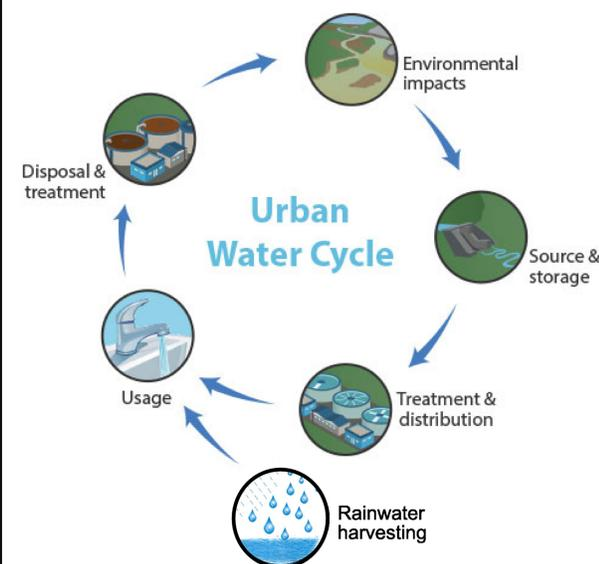 Environmental
impacts
Disposal &
treatment
Urban
Water Cycle
Source &
storage
Usage
Treatment &
distribution
Rainwater
harvesting